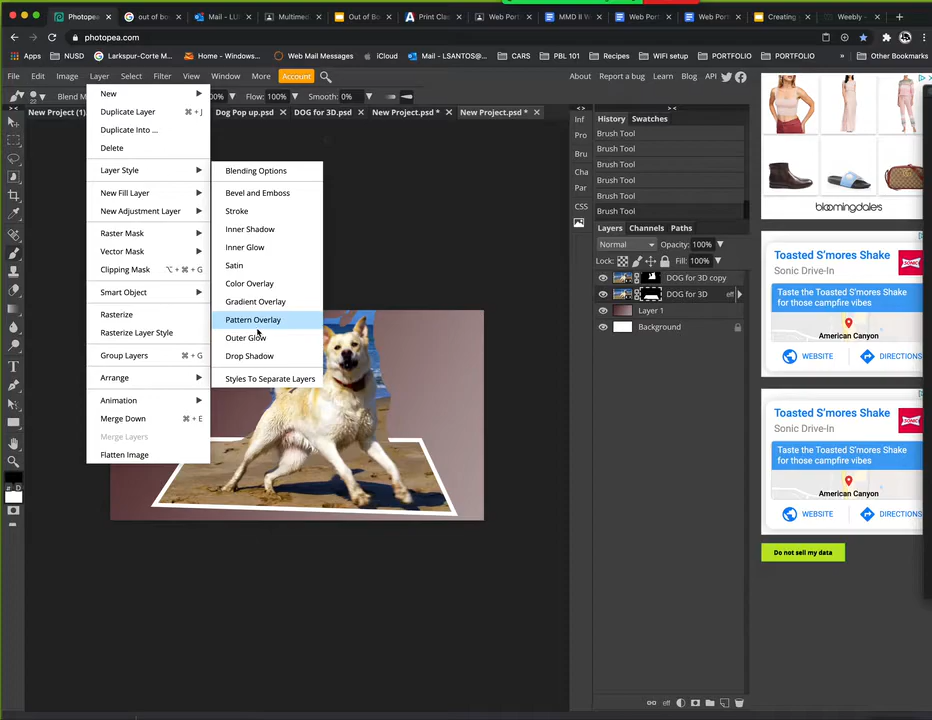 Photopea
out of bo
Mail - LUS
Multimed
Out of Bo
Print Cla
Web Port
MMD II W
Web Port
Web Port
Creating
Weebly -
photopea.com
Apps
NUSD
Larkspur-Corte M...
Home - Windows...
Web Mail Messages
iCloud
Mail - LSANTOS@...
CARS
PBL 101
Recipes
WIFI setup
PORTFOLIO
PORTFOLIO
Other Bookmarks
File Edit Image Layer Select Filter View Window More Account
About Report a bug Learn Blog API
Blend M
00%
Flow: 100%
Smooth: 0%
New Project (1).
Dog Pop up.psd
DOG for 3D.psd
New Project.psd *
New Project.psd *
New
Duplicate Layer ⌘ + J
Duplicate Into ...
Delete
Layer Style
New Fill Layer
New Adjustment Layer
Raster Mask
Vector Mask
Clipping Mask ⌥ + ⌘ + G
Smart Object
Rasterize
Rasterize Layer Style
Group Layers ⌘ + G
Arrange
Animation
Merge Down ⌘ + E
Merge Layers
Flatten Image
Blending Options
Bevel and Emboss
Stroke
Inner Shadow
Inner Glow
Satin
Color Overlay
Gradient Overlay
Pattern Overlay
Outer Glow
Drop Shadow
Styles To Separate Layers
Inf
Pro
Bru
Cha
Par
CSS
History Swatches
Brush Tool
Brush Tool
Brush Tool
Brush Tool
Brush Tool
Brush Tool
Layers Channels Paths
Normal Opacity: 100%
Lock: Fill: 100%
DOG for 3D copy
DOG for 3D eff
Layer 1
Background
eff
bloomingdales
Toasted S'mores Shake
Sonic Drive-In
SONIC
Taste the Toasted S'mores Shake
for those campfire vibes
American Canyon
WEBSITE
DIRECTIONS
Toasted S'mores Shake
Sonic Drive-In
SONIC
Taste the Toasted S'mores Shake
for those campfire vibes
American Canyon
WEBSITE
DIRECTIONS
Do not sell my data